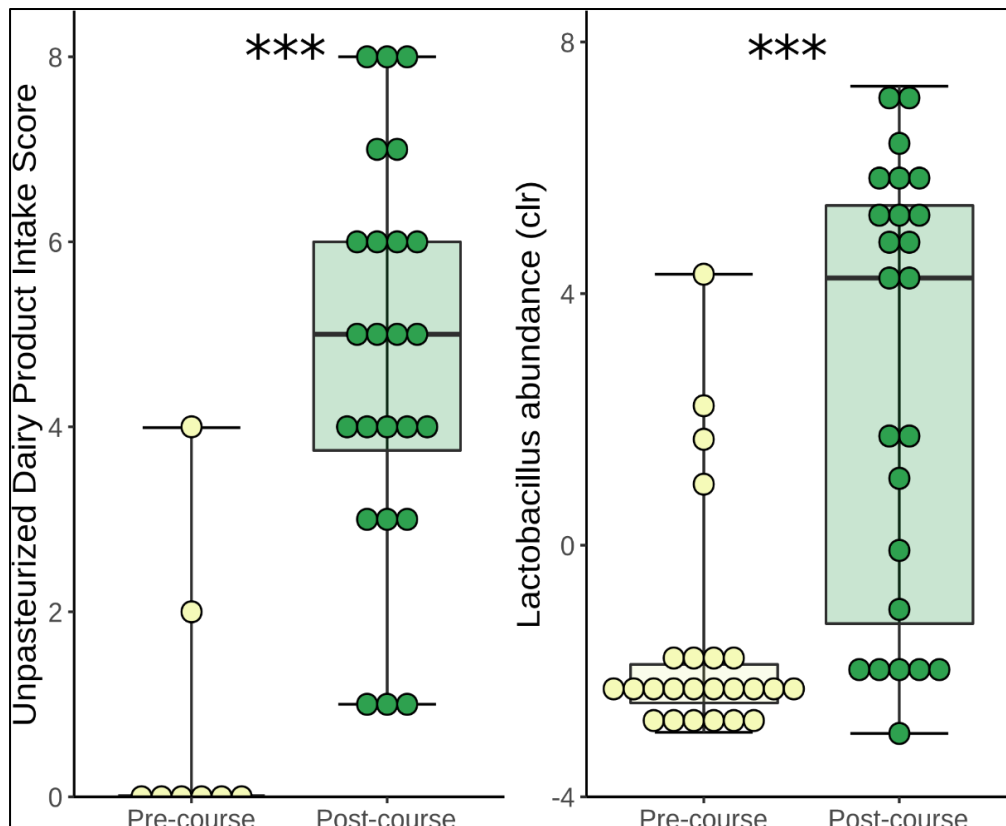 Unpasteurized Dairy Product Intake Score
8
6
4
2
0
***
Pre-course
Post-course
Lactobacillus abundance (clr)
8
4
0
-4
***
Pre-course
Post-course